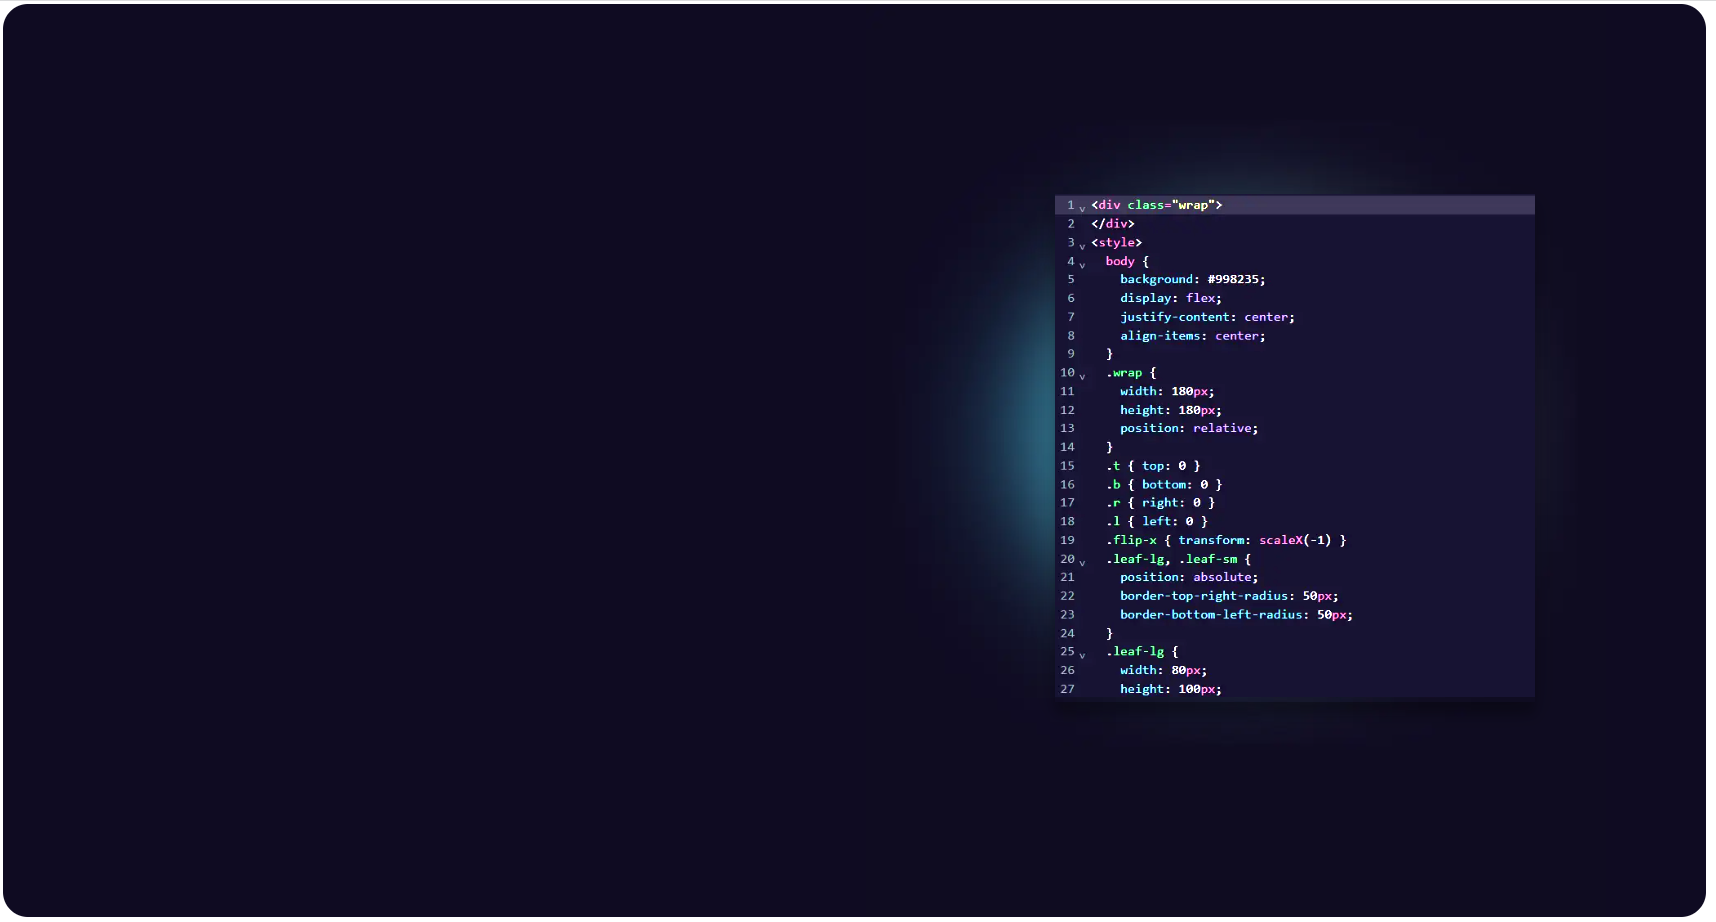 1 <div class="wrap">
2 </div>
3 <style>
4 body {
5 background: #998235;
6 display: flex;
7 justify-content: center;
8 align-items: center;
9 }
10 .wrap {
11 width: 180px;
12 height: 180px;
13 position: relative;
14 }
15 .t { top: 0 }
16 .b { bottom: 0 }
17 .r { right: 0 }
18 .l { left: 0 }
19 .flip-x { transform: scaleX(-1) }
20 .leaf-lg, .leaf-sm {
21 position: absolute;
22 border-top-right-radius: 50px;
23 border-bottom-left-radius: 50px;
24 }
25 .leaf-lg {
26 width: 80px;
27 height: 100px;